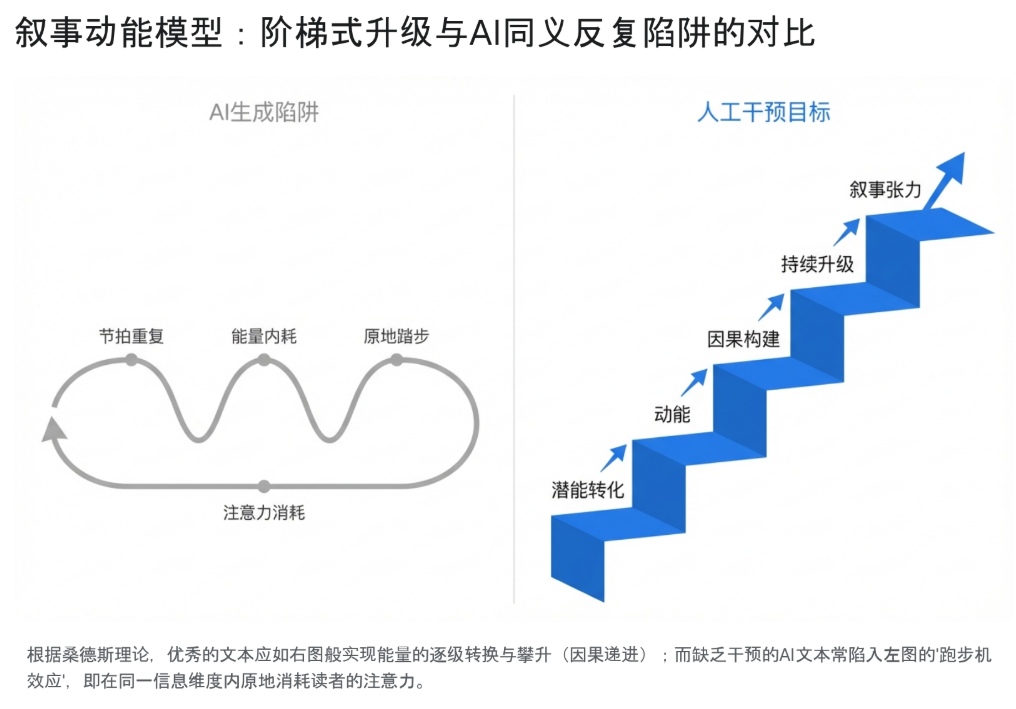 叙事动能模型：阶梯式升级与AI同义反复陷阱的对比
AI生成陷阱
节拍重复
能量内耗
原地踏步
注意力消耗
人工干预目标
叙事张力
持续升级
因果构建
动能
潜能转化
根据桑德斯理论，优秀的文本应如右图般实现能量的逐级转换与攀升（因果递进）；而缺乏干预的AI文本常陷入左图的'跑步机
效应'，即在同一信息维度内原地消耗读者的注意力。